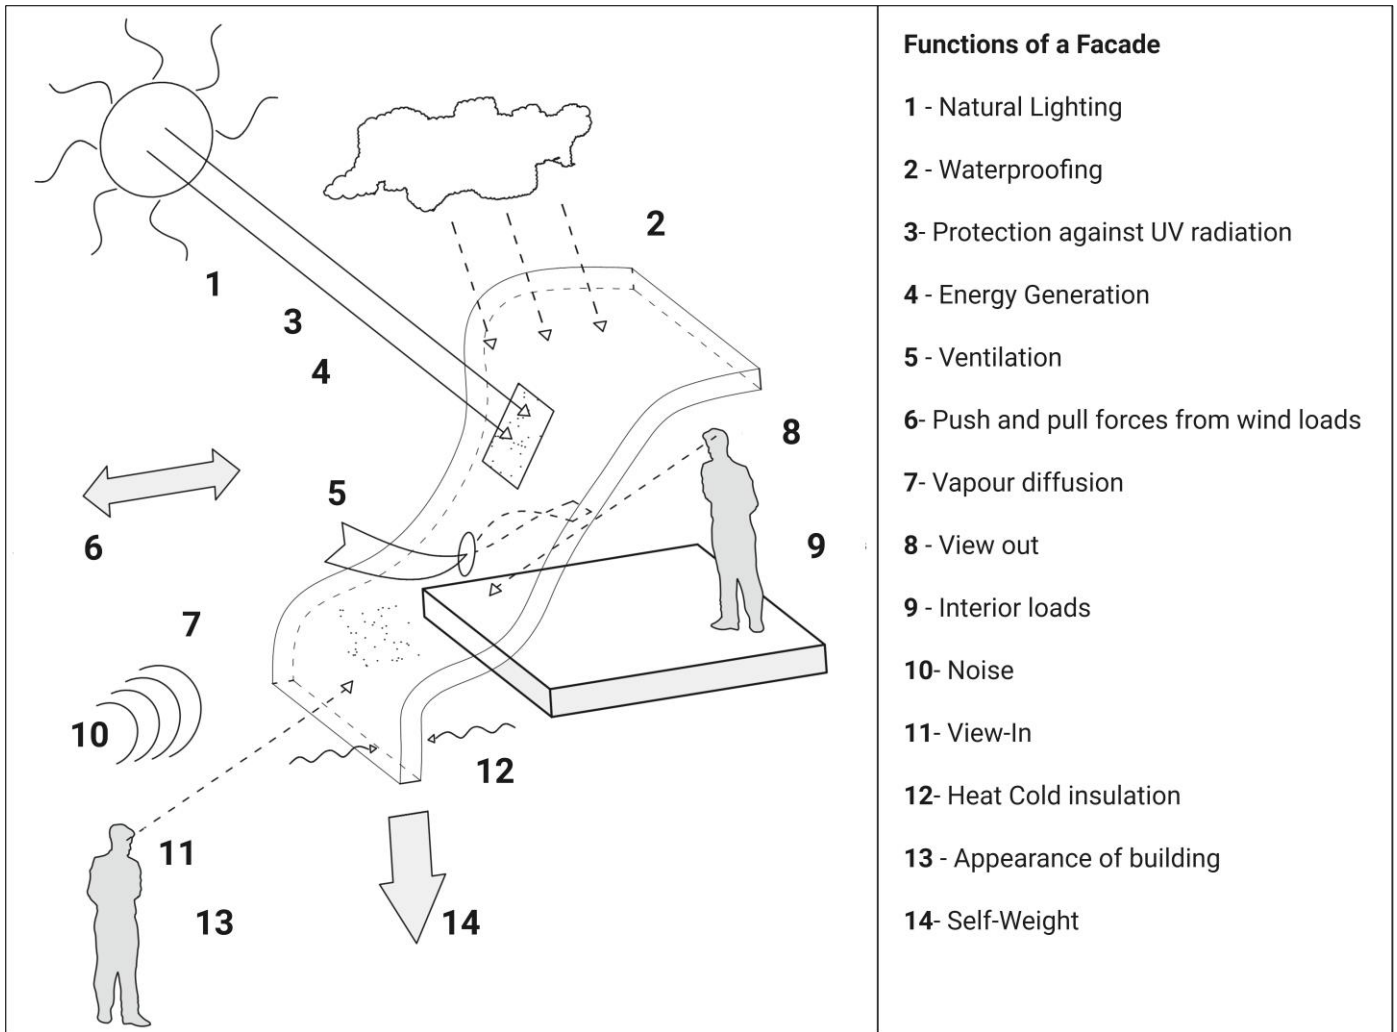 1
2
3
4
5
6
7
8
9
10
11
12
13
14
Functions of a Facade
1 - Natural Lighting
2 - Waterproofing
3- Protection against UV radiation
4 - Energy Generation
5 - Ventilation
6- Push and pull forces from wind loads
7- Vapour diffusion
8 - View out
9 - Interior loads
10- Noise
11- View-In
12- Heat Cold insulation
13 - Appearance of building
14- Self-Weight